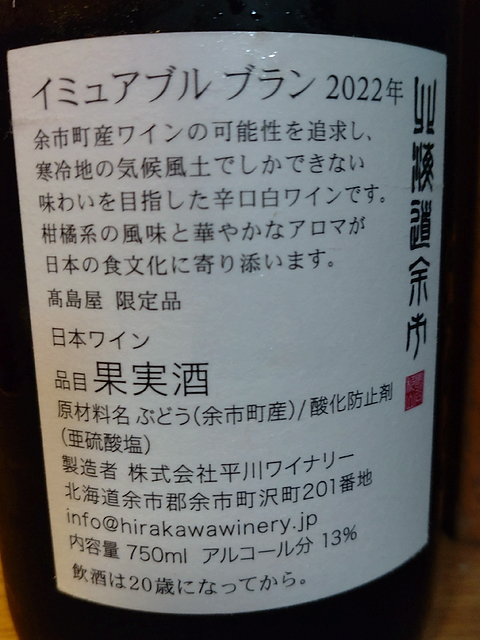 イミュアブル ブラン 2022年
余市町産ワインの可能性を追求し、
寒冷地の気候風土でしかできない
味わいを目指した辛口白ワインです。
柑橘系の風味と華やかなアロマが
日本の食文化に寄り添います。
髙島屋 限定品
日本ワイン
品目 果実酒
原材料名 ぶどう(余市町産)/酸化防止剤
(亜硫酸塩)
製造者 株式会社平川ワイナリー
北海道余市郡余市町沢町201番地
info@hirakawawinery.jp
内容量 750ml アルコール分 13%
飲酒は20歳になってから。
北海道余市